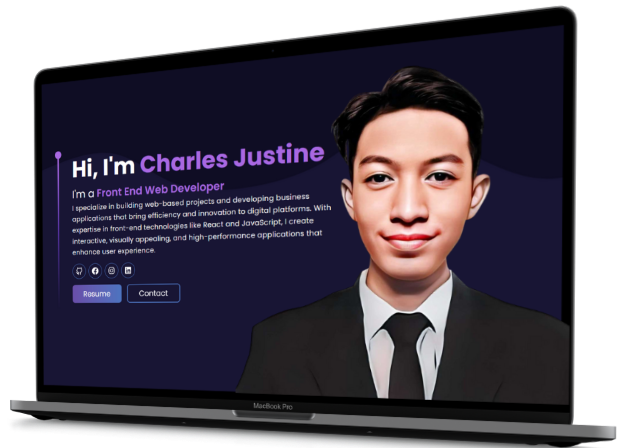 Hi, I'm Charles Justine
I'm a Front End Web Developer
I specialize in building web-based projects and developing business
applications that bring efficiency and innovation to digital platforms. With
expertise in front-end technologies like React and JavaScript, I create
interactive, visually appealing, and high-performance applications that
enhance user experience.
Resume Contact
MacBook Pro